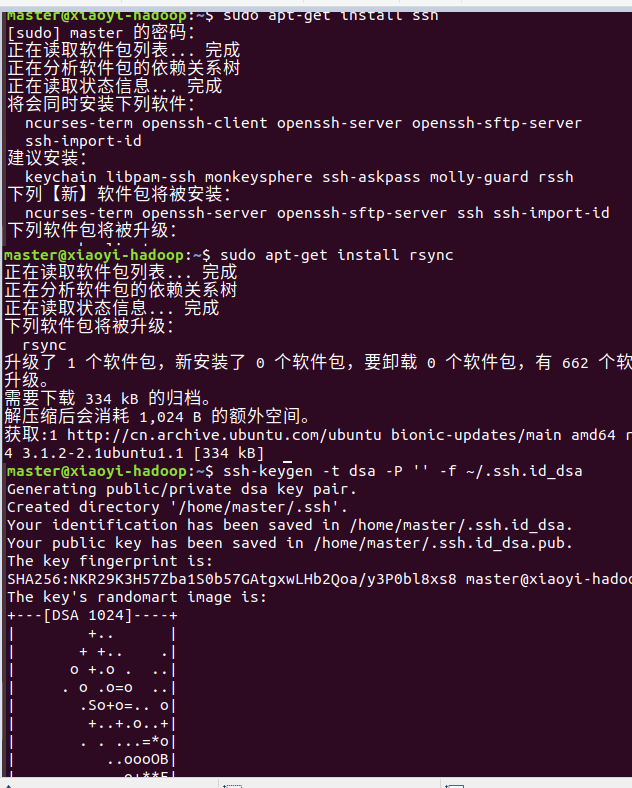 master@xiaoyi-hadoop:~$ sudo apt-get install ssh
[sudo] master 的密码：
正在读取软件包列表... 完成
正在分析软件包的依赖关系树
正在读取状态信息... 完成
将会同时安装下列软件：
  ncurses-term openssh-client openssh-server openssh-sftp-server
  ssh-import-id
建议安装：
  keychain libpam-ssh monkeysphere ssh-askpass molly-guard rssh
下列【新】软件包将被安装：
  ncurses-term openssh-server openssh-sftp-server ssh ssh-import-id
下列软件包将被升级：
master@xiaoyi-hadoop:~$ sudo apt-get install rsync
正在读取软件包列表... 完成
正在分析软件包的依赖关系树
正在读取状态信息... 完成
下列软件包将被升级：
  rsync
升级了 1 个软件包，新安装了 0 个软件包，要卸载 0 个软件包，有 662 个软
升级。
需要下载 334 kB 的归档。
解压缩后会消耗 1,024 B 的额外空间。
获取:1 http://cn.archive.ubuntu.com/ubuntu bionic-updates/main amd64 r
4 3.1.2-2.1ubuntu1.1 [334 kB]
master@xiaoyi-hadoop:~$ ssh-keygen -t dsa -P '' -f ~/.ssh.id_dsa
Generating public/private dsa key pair.
Created directory '/home/master/.ssh'.
Your identification has been saved in /home/master/.ssh.id_dsa.
Your public key has been saved in /home/master/.ssh.id_dsa.pub.
The key fingerprint is:
SHA256:NKR29K3H57Zba1S0b57GAtgxwLHb2Qoa/y3P0bl8xs8 master@xiaoyi-hadoo
The key's randomart image is:
+---[DSA 1024]----+
|        +..      |
|       + +..    .|
|      o +.o .  ..|
|     . o .o=o  ..|
|       .So+o=.. o|
|        +..+.o..+|
|       . . ...=*o|
|          ..oooOB|
|           o+**E|